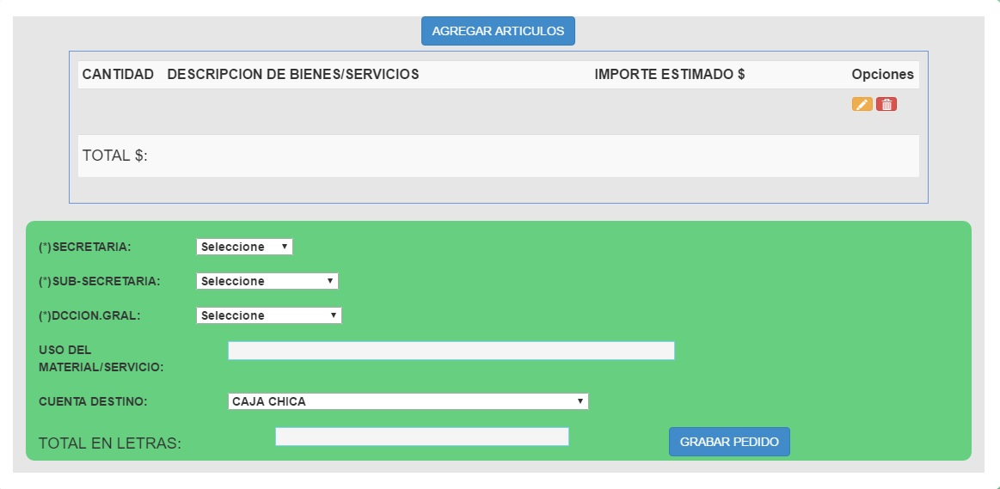 AGREGAR ARTICULOS
CANTIDAD DESCRIPCION DE BIENES/SERVICIOS IMPORTE ESTIMADO $ Opciones
TOTAL $:
(*)SECRETARIA: Seleccione
(*)SUB-SECRETARIA: Seleccione
(*)DCCION.GRAL: Seleccione
USO DEL
MATERIAL/SERVICIO:
CUENTA DESTINO: CAJA CHICA
TOTAL EN LETRAS: GRABAR PEDIDO